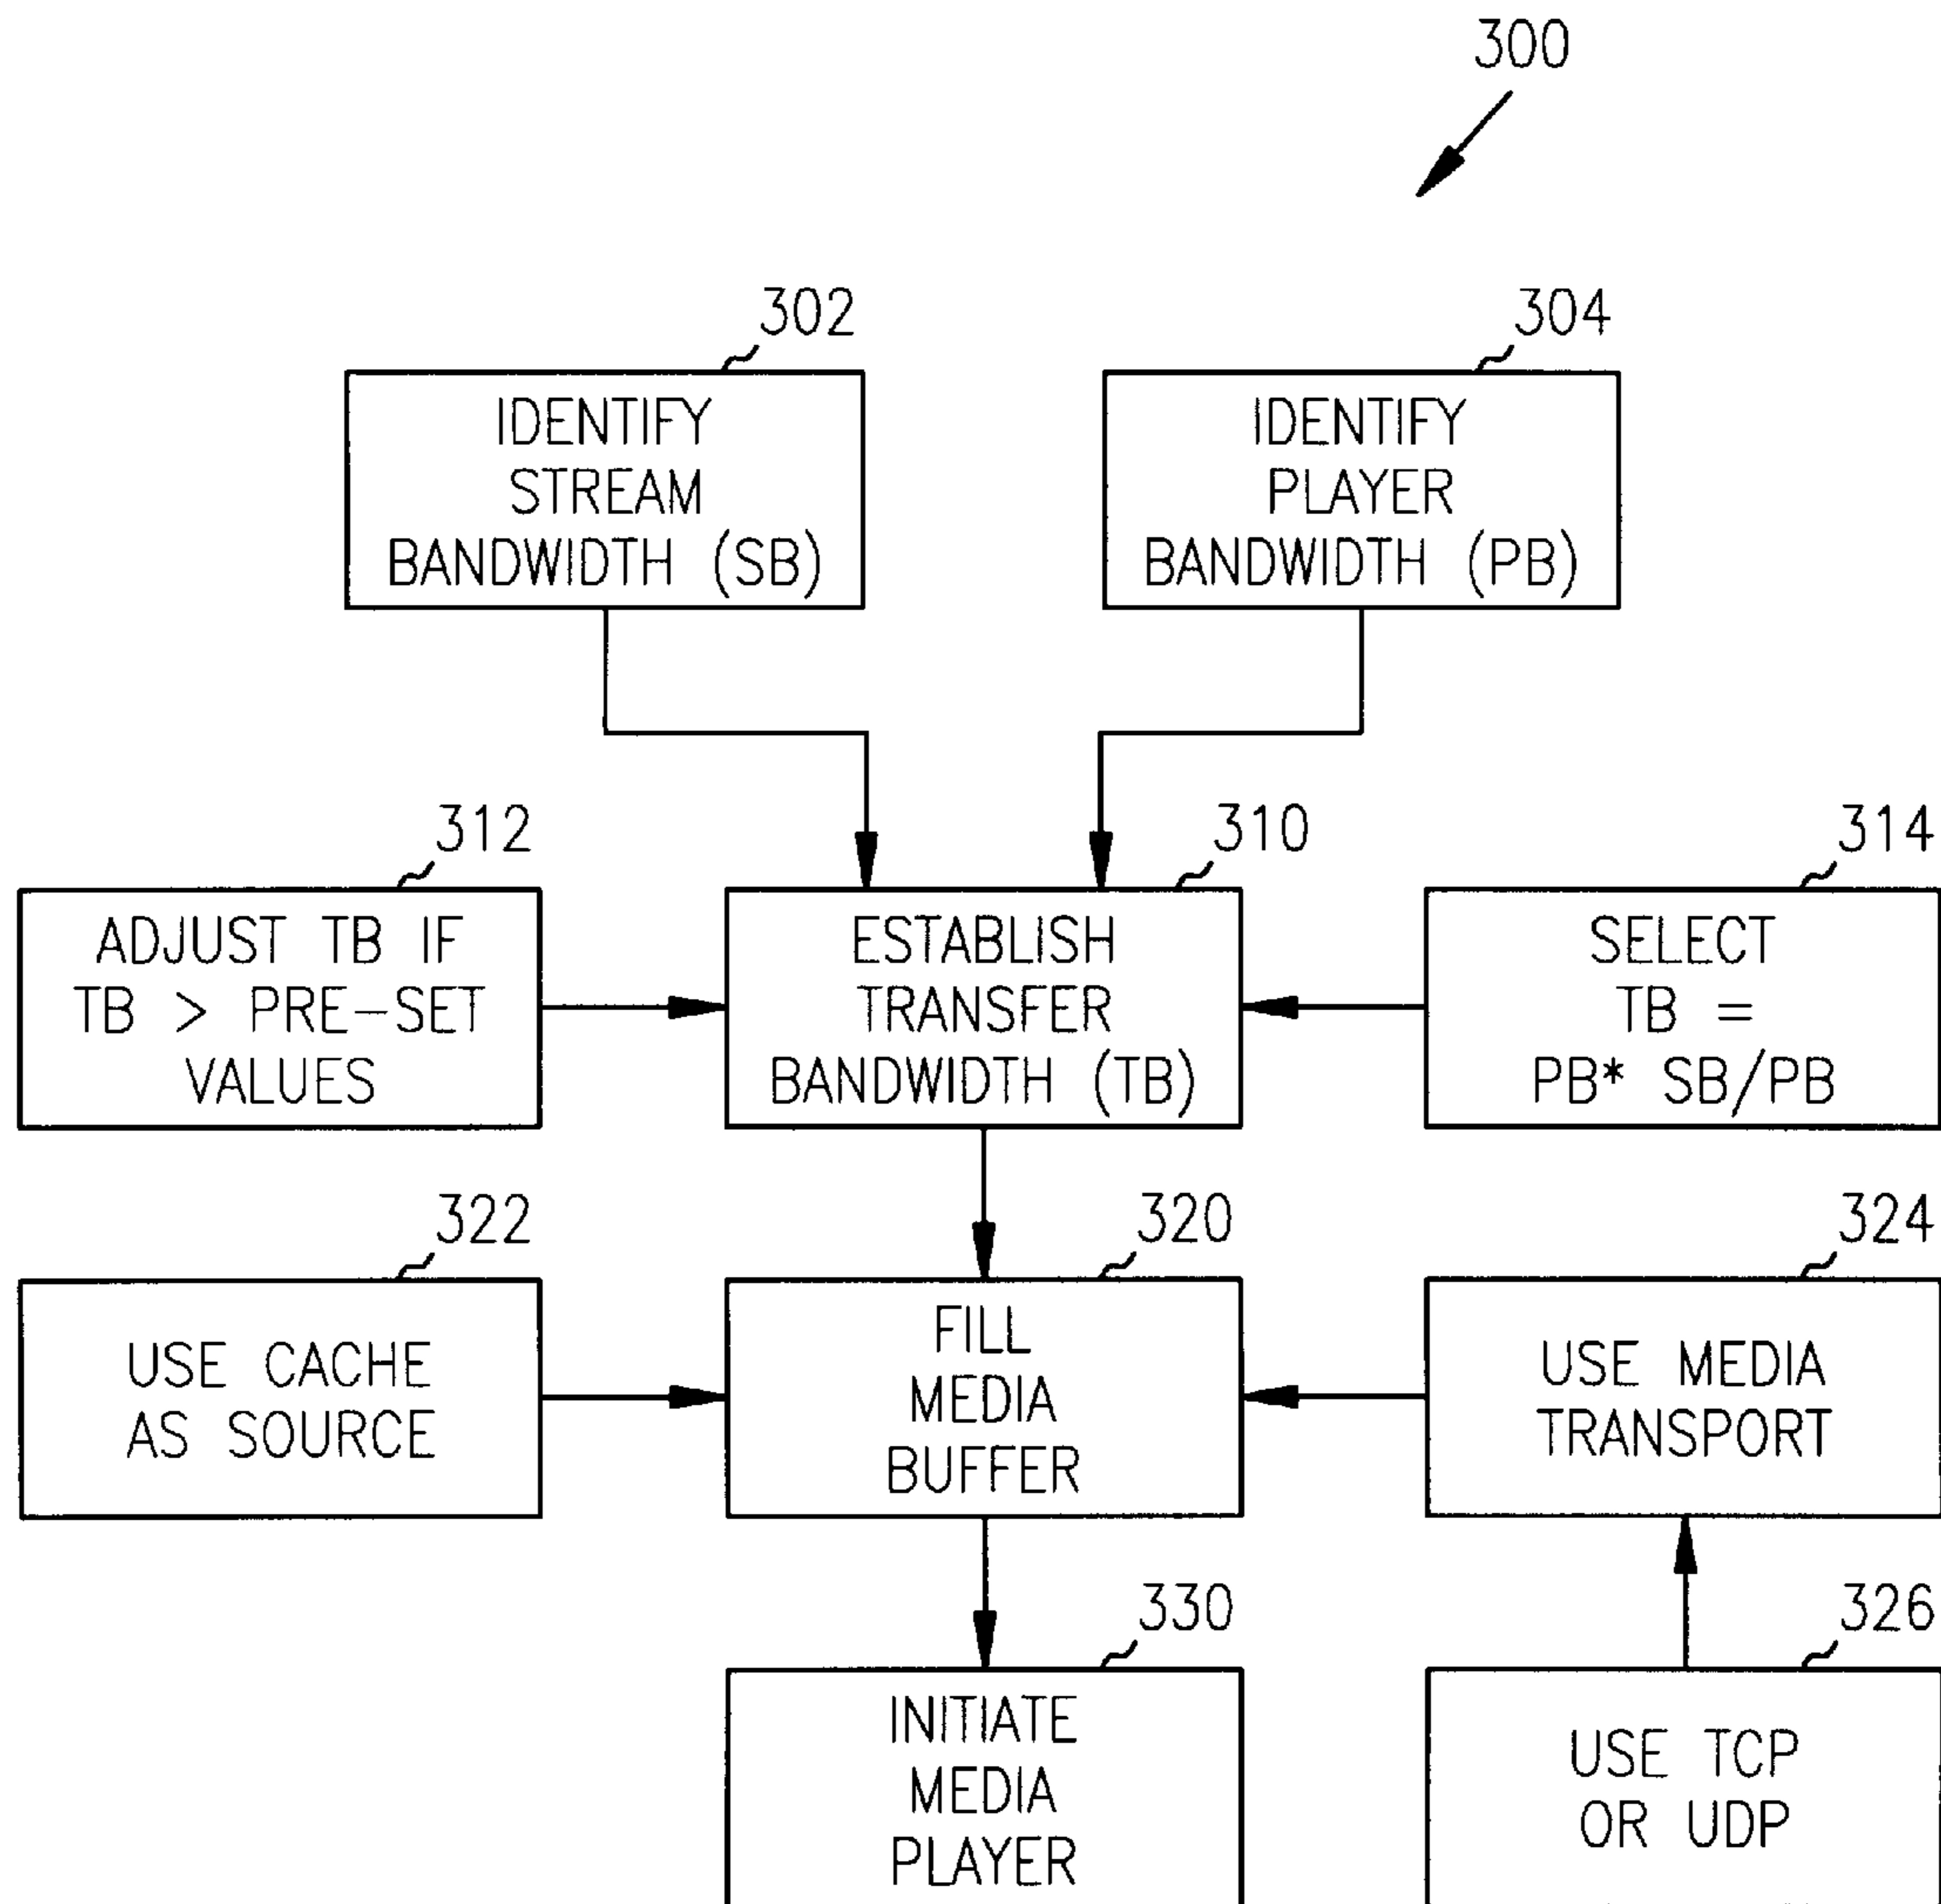 300
302
IDENTIFY
STREAM
BANDWIDTH (SB)
304
IDENTIFY
PLAYER
BANDWIDTH (PB)
312
ADJUST TB IF
TB > PRE-SET
VALUES
310
ESTABLISH
TRANSFER
BANDWIDTH (TB)
314
SELECT
TB =
PB* SB/PB
322
USE CACHE
AS SOURCE
320
FILL
MEDIA
BUFFER
324
USE MEDIA
TRANSPORT
330
INITIATE
MEDIA
PLAYER
326
USE TCP
OR UDP